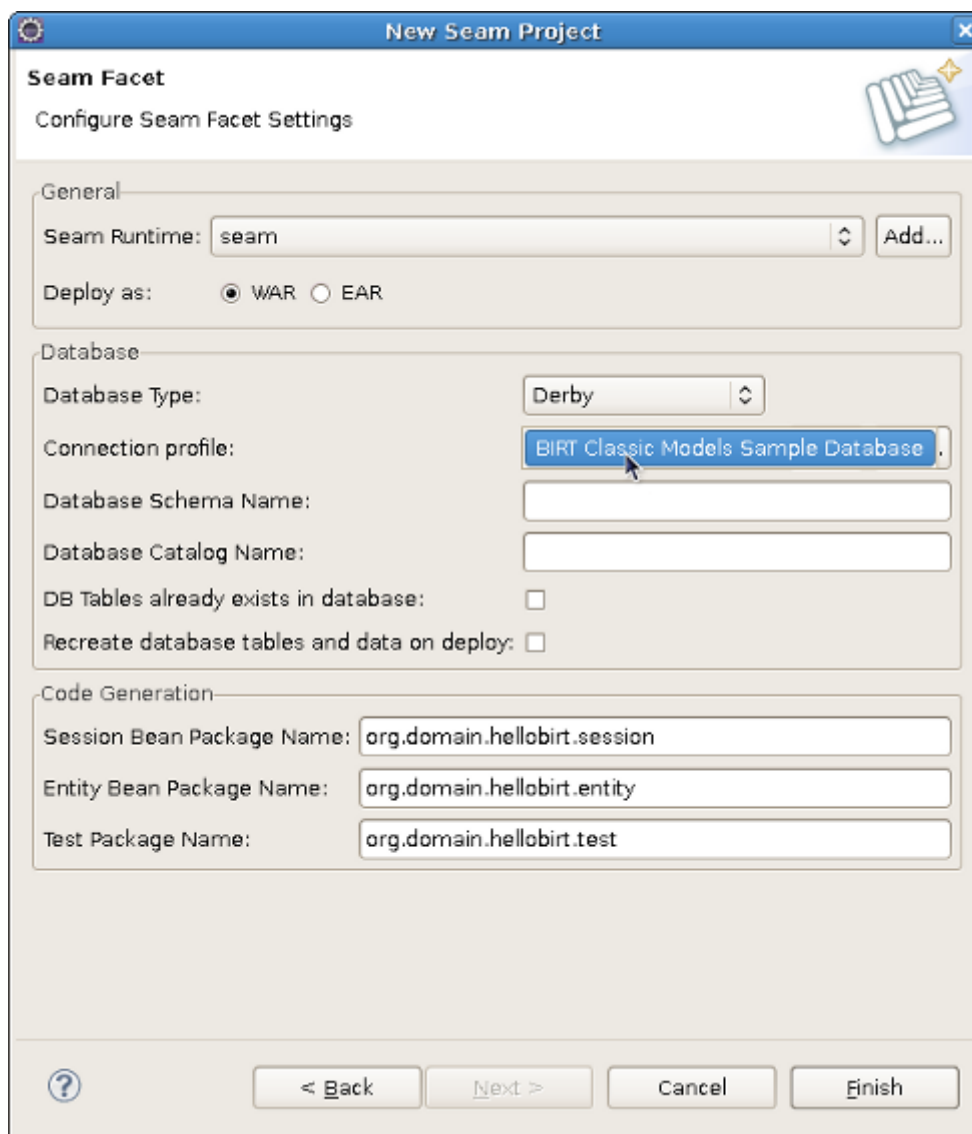 New Seam Project
Seam Facet
Configure Seam Facet Settings
General
Seam Runtime: seam Add...
Deploy as: WAR EAR
Database
Database Type: Derby
Connection profile: BIRT Classic Models Sample Database .
Database Schema Name:
Database Catalog Name:
DB Tables already exists in database:
Recreate database tables and data on deploy:
Code Generation
Session Bean Package Name: org.domain.hellobirt.session
Entity Bean Package Name: org.domain.hellobirt.entity
Test Package Name: org.domain.hellobirt.test
? < Back Next > Cancel Finish